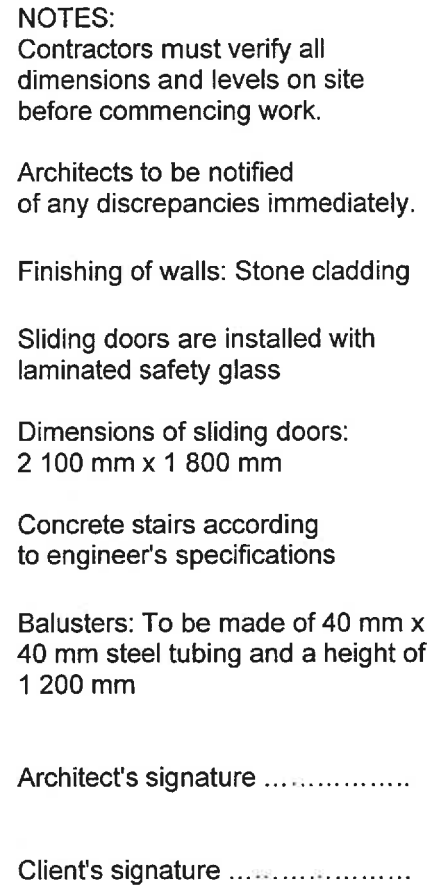 NOTES:
Contractors must verify all
dimensions and levels on site
before commencing work.
Architects to be notified
of any discrepancies immediately.
Finishing of walls: Stone cladding
Sliding doors are installed with
laminated safety glass
Dimensions of sliding doors:
2 100 mm x 1 800 mm
Concrete stairs according
to engineer's specifications
Balusters: To be made of 40 mm x
40 mm steel tubing and a height of
1 200 mm
Architect's signature .................
Client's signature .....................